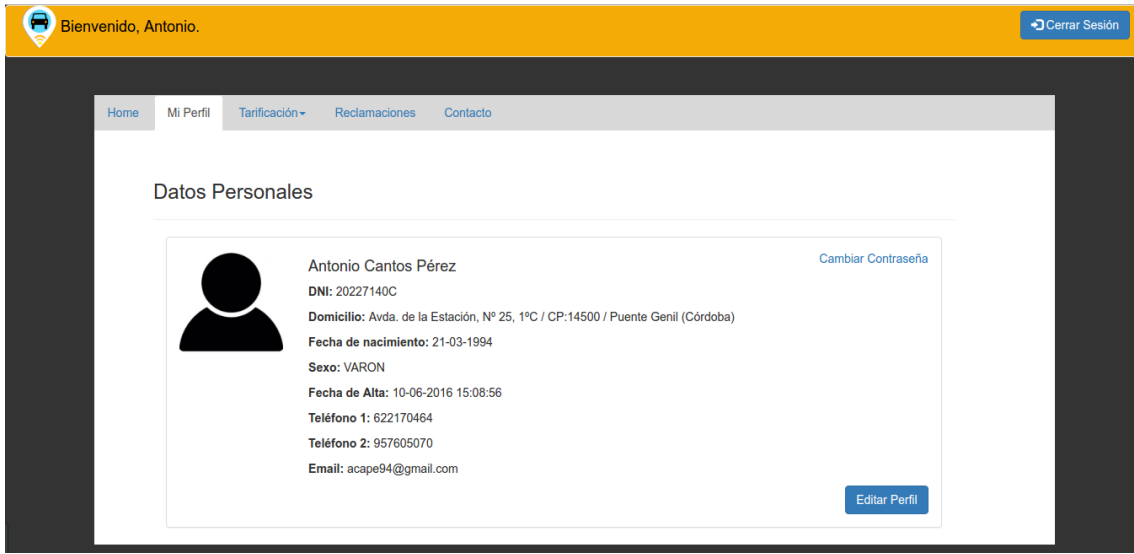 Bienvenido, Antonio.
Cerrar Sesión
Home Mi Perfil Tarificación Reclamaciones Contacto
Datos Personales
Antonio Cantos Pérez
Cambiar Contraseña
DNI: 20227140C
Domicilio: Avda. de la Estación, Nº 25, 1ºC / CP:14500 / Puente Genil (Córdoba)
Fecha de nacimiento: 21-03-1994
Sexo: VARON
Fecha de Alta: 10-06-2016 15:08:56
Teléfono 1: 622170464
Teléfono 2: 957605070
Email: acape94@gmail.com
Editar Perfil